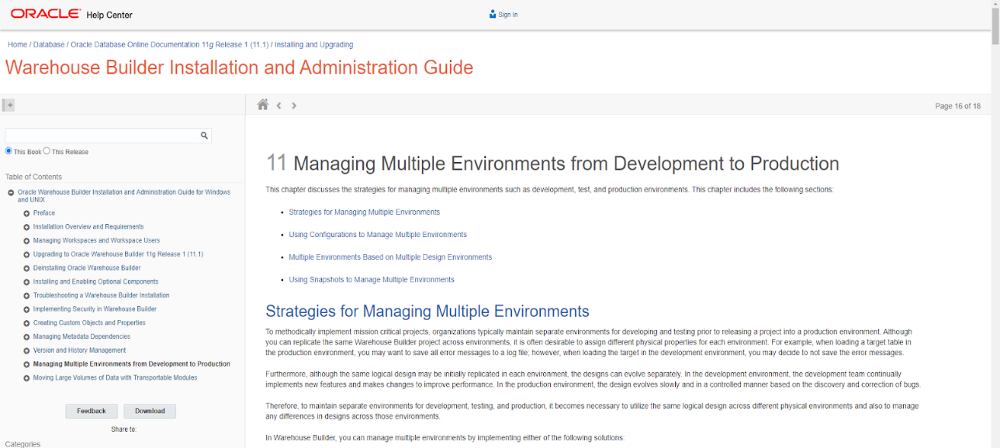 ORACLE® Help Center
Sign In
Home / Database / Oracle Database Online Documentation 11g Release 1 (11.1) / Installing and Upgrading
Warehouse Builder Installation and Administration Guide
Page 16 of 18
This Book This Release
Table of Contents
Oracle Warehouse Builder Installation and Administration Guide for Windows
and UNIX
Preface
Installation Overview and Requirements
Managing Workspaces and Workspace Users
Upgrading to Oracle Warehouse Builder 11g Release 1 (11.1)
Deinstalling Oracle Warehouse Builder
Installing and Enabling Optional Components
Troubleshooting a Warehouse Builder Installation
Implementing Security in Warehouse Builder
Creating Custom Objects and Properties
Managing Metadata Dependencies
Version and History Management
Managing Multiple Environments from Development to Production
Moving Large Volumes of Data with Transportable Modules
Feedback Download
Share to:
Categories
11 Managing Multiple Environments from Development to Production
This chapter discusses the strategies for managing multiple environments such as development, test, and production environments. This chapter includes the following sections:
• Strategies for Managing Multiple Environments
• Using Configurations to Manage Multiple Environments
• Multiple Environments Based on Multiple Design Environments
• Using Snapshots to Manage Multiple Environments
Strategies for Managing Multiple Environments
To methodically implement mission critical projects, organizations typically maintain separate environments for developing and testing prior to releasing a project into a production environment. Although
you can replicate the same Warehouse Builder project across environments, it is often desirable to assign different physical properties for each environment. For example, when loading a target table in
the production environment, you may want to save all error messages to a log file; however, when loading the target in the development environment, you may decide to not save the error messages.
Furthermore, although the same logical design may be initially replicated in each environment, the designs can evolve separately. In the development environment, the development team continually
implements new features and makes changes to improve performance. In the production environment, the design evolves slowly and in a controlled manner based on the discovery and correction of bugs.
Therefore, to maintain separate environments for development, testing, and production, it becomes necessary to utilize the same logical design across different physical environments and also to manage
any differences in designs across those environments.
In Warehouse Builder, you can manage multiple environments by implementing either of the following solutions: